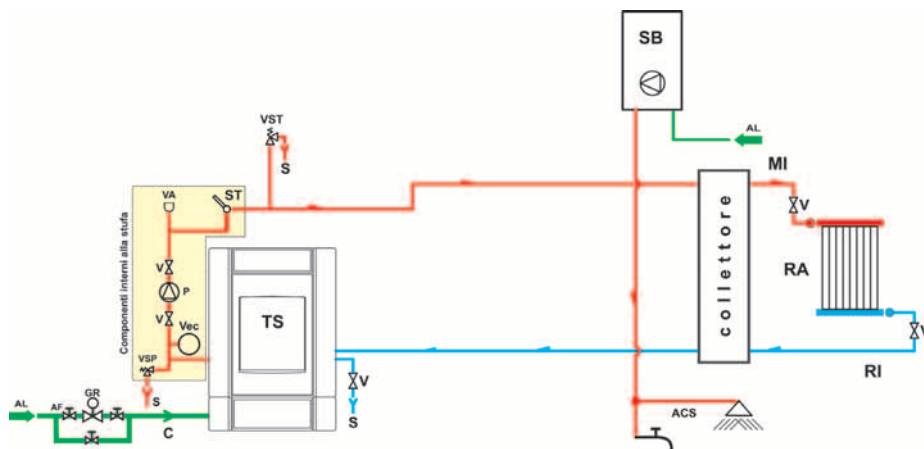 SB
VST
AL
S
MI
VA
ST
V
Componenti interni alla stufa
collettore
V
P
RA
V
Vec
TS
V
VSP
RI
V
S
GR
AL
AF
C
S
ACS